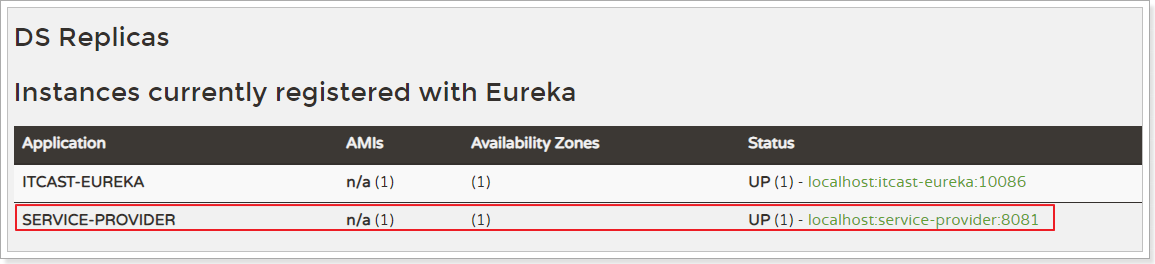 DS Replicas
Instances currently registered with Eureka
Application AMIs Availability Zones Status
ITCAST-EUREKA n/a (1) (1) UP (1) - localhost:itcast-eureka:10086
SERVICE-PROVIDER n/a (1) (1) UP (1) - localhost:service-provider:8081